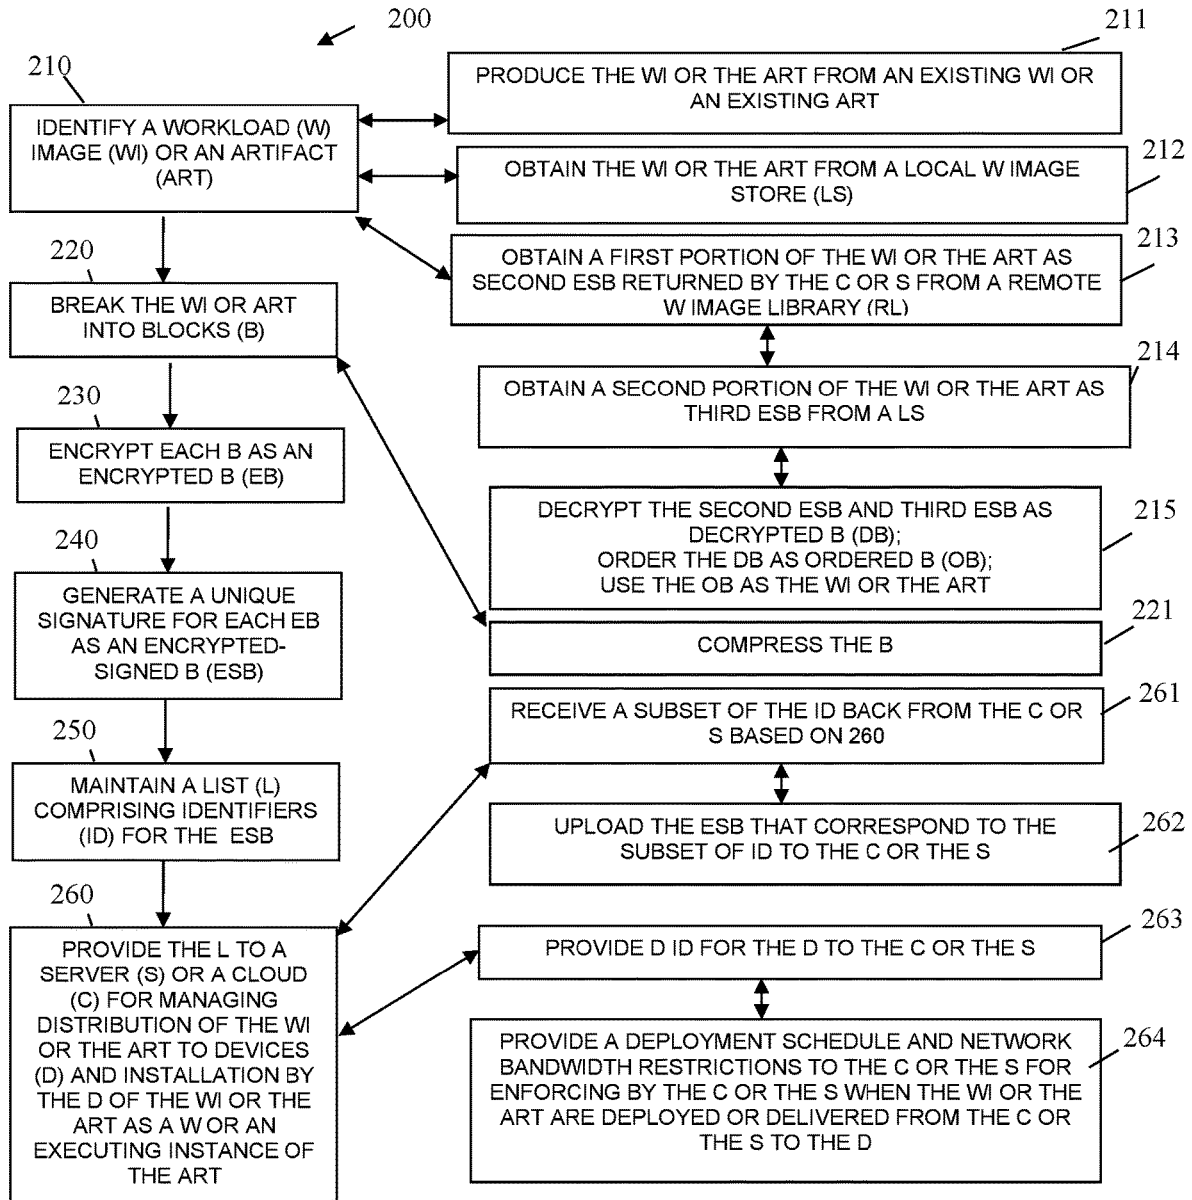 200
210
IDENTIFY A WORKLOAD (W)
IMAGE (WI) OR AN ARTIFACT
(ART)
220
BREAK THE WI OR ART
INTO BLOCKS (B)
230
ENCRYPT EACH B AS AN
ENCRYPTED B (EB)
240
GENERATE A UNIQUE
SIGNATURE FOR EACH EB
AS AN ENCRYPTED-
SIGNED B (ESB)
250
MAINTAIN A LIST (L)
COMPRISING IDENTIFIERS
(ID) FOR THE ESB
260
PROVIDE THE L TO A
SERVER (S) OR A CLOUD
(C) FOR MANAGING
DISTRIBUTION OF THE WI
OR THE ART TO DEVICES
(D) AND INSTALLATION BY
THE D OF THE WI OR THE
ART AS A W OR AN
EXECUTING INSTANCE OF
THE ART
211
PRODUCE THE WI OR THE ART FROM AN EXISTING WI OR
AN EXISTING ART
212
OBTAIN THE WI OR THE ART FROM A LOCAL W IMAGE
STORE (LS)
213
OBTAIN A FIRST PORTION OF THE WI OR THE ART AS
SECOND ESB RETURNED BY THE C OR S FROM A REMOTE
W IMAGE LIBRARY (RL)
214
OBTAIN A SECOND PORTION OF THE WI OR THE ART AS
THIRD ESB FROM A LS
215
DECRYPT THE SECOND ESB AND THIRD ESB AS
DECRYPTED B (DB);
ORDER THE DB AS ORDERED B (OB);
USE THE OB AS THE WI OR THE ART
221
COMPRESS THE B
261
RECEIVE A SUBSET OF THE ID BACK FROM THE C OR
S BASED ON 260
262
UPLOAD THE ESB THAT CORRESPOND TO THE
SUBSET OF ID TO THE C OR THE S
263
PROVIDE D ID FOR THE D TO THE C OR THE S
264
PROVIDE A DEPLOYMENT SCHEDULE AND NETWORK
BANDWIDTH RESTRICTIONS TO THE C OR THE S FOR
ENFORCING BY THE C OR THE S WHEN THE WI OR THE
ART ARE DEPLOYED OR DELIVERED FROM THE C OR
THE S TO THE D